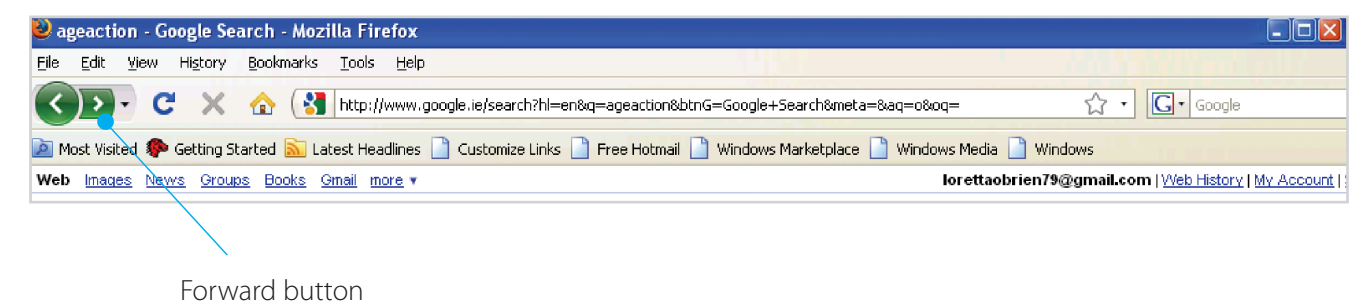 ageaction - Google Search - Mozilla Firefox
File Edit View History Bookmarks Tools Help
http://www.google.ie/search?hl=en&q=ageaction&btnG=Google+Search&meta=&aq=o&oq= G Google
Most Visited Getting Started Latest Headlines Customize Links Free Hotmail Windows Marketplace Windows Media Windows
Web Images News Groups Books Gmail more ▾ lorettaobrien79@gmail.com | Web History | My Account |
Forward button